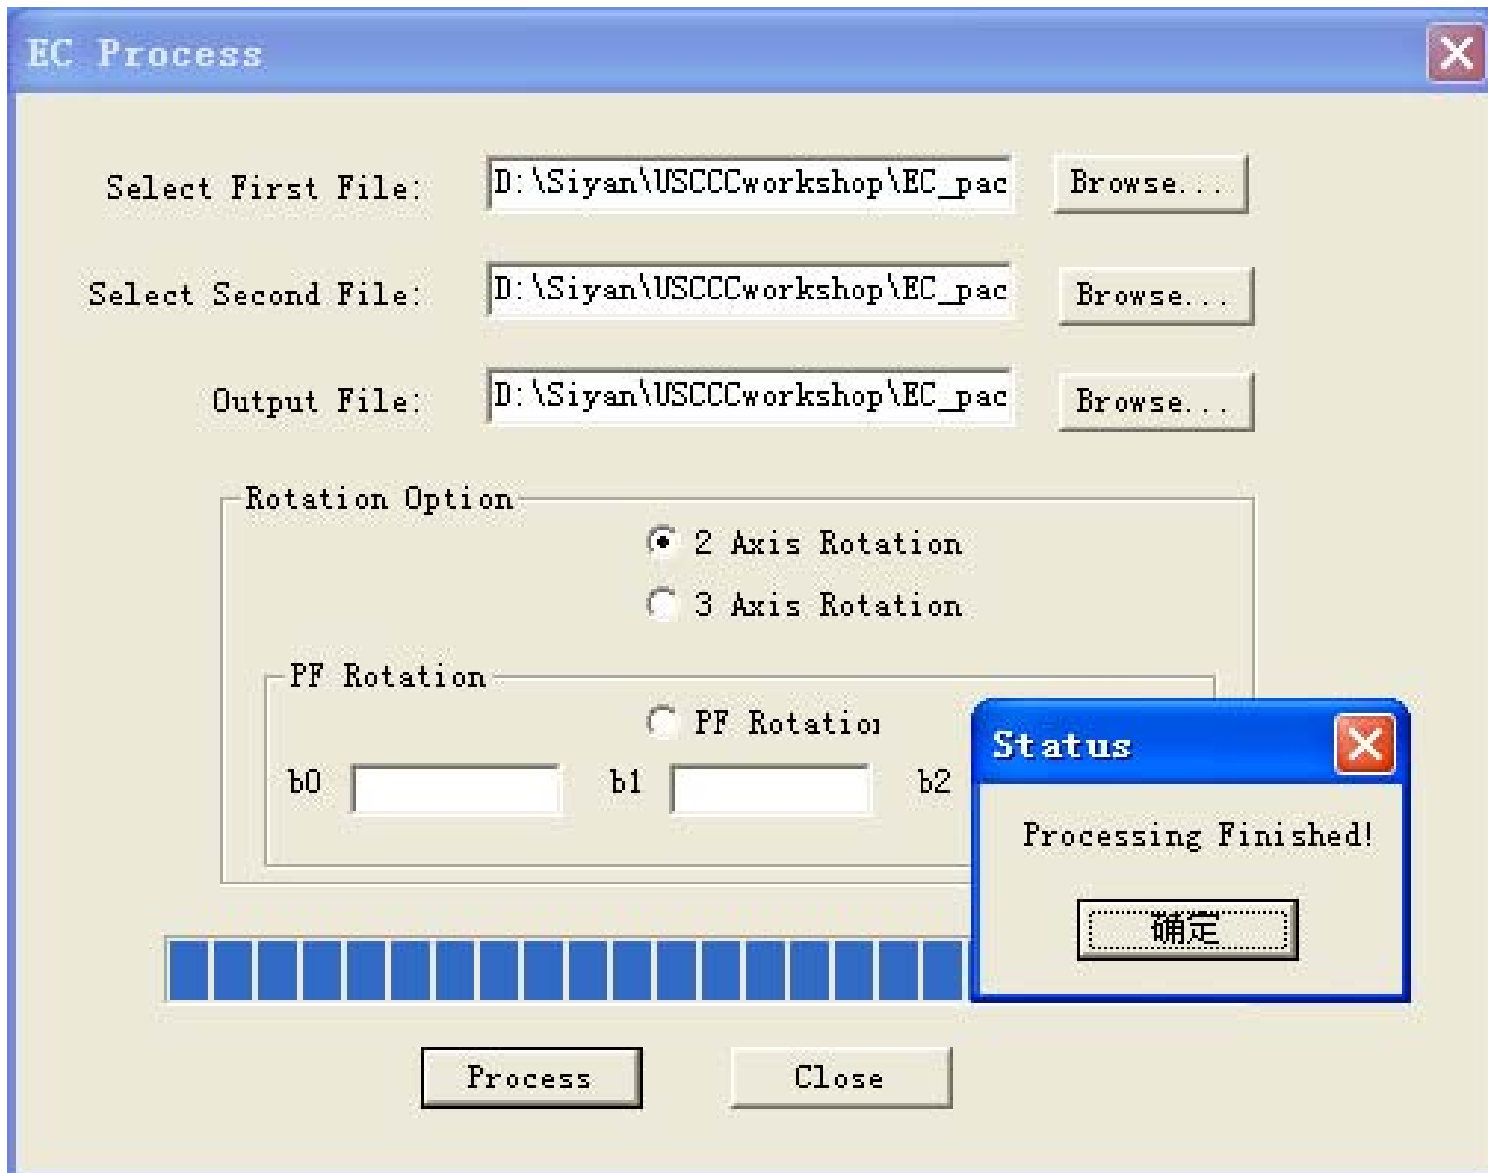 EC Process
Select First File: D:\Siyan\USCCCworkshop\EC_pac Browse...
Select Second File: D:\Siyan\USCCCworkshop\EC_pac Browse...
Output File: D:\Siyan\USCCCworkshop\EC_pac Browse...
Rotation Option
2 Axis Rotation
3 Axis Rotation
PF Rotation
PF Rotation
b0 b1 b2
Status
Processing Finished!
确定
Process Close